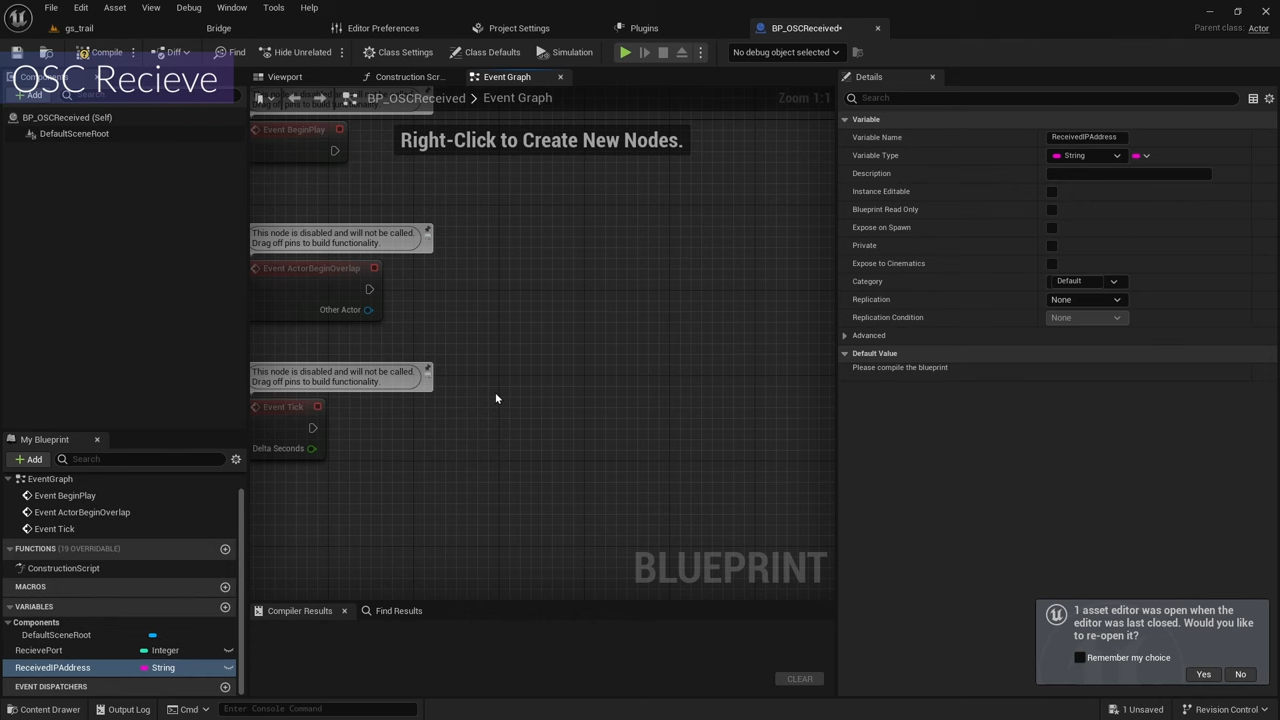 File Edit Asset View Debug Window Tools Help
gs_trail Bridge Editor Preferences Project Settings Plugins BP_OSCReceived• Parent class: Actor
Compile Diff Find Hide Unrelated Class Settings Class Defaults Simulation No debug object selected
OSC Recieve
Components
Add Search
BP_OSCReceived (Self)
DefaultSceneRoot
Viewport Construction Scr... Event Graph
BP_OSCReceived > Event Graph Zoom 1:1
Drag off pins to build functionality.
Right-Click to Create New Nodes.
Event BeginPlay
This node is disabled and will not be called.
Drag off pins to build functionality.
Event ActorBeginOverlap
Other Actor
This node is disabled and will not be called.
Drag off pins to build functionality.
Event Tick
Delta Seconds
BLUEPRINT
Compiler Results Find Results
CLEAR
Details
Search
Variable
Variable Name ReceivedIPAddress
Variable Type String
Description
Instance Editable
Blueprint Read Only
Expose on Spawn
Private
Expose to Cinematics
Category Default
Replication None
Replication Condition None
Advanced
Default Value
Please compile the blueprint
My Blueprint
Add Search
EventGraph
Event BeginPlay
Event ActorBeginOverlap
Event Tick
FUNCTIONS (19 OVERRIDABLE)
ConstructionScript
MACROS
VARIABLES
Components
DefaultSceneRoot
RecievePort Integer
ReceivedIPAddress String
EVENT DISPATCHERS
1 asset editor was open when the
editor was last closed. Would you like
to re-open it?
Remember my choice
Yes No
Content Drawer Output Log Cmd Enter Console Command 1 Unsaved Revision Control